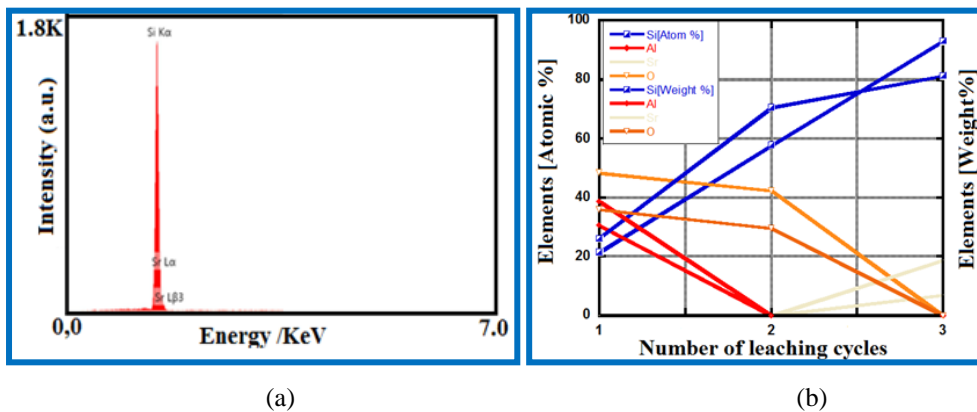 1.8K
Si Kα
Intensity (a.u.)
Sr Lα
Sr Lβ3
0,0
Energy /KeV
7.0
(a)
100
80
60
40
20
0
Elements [Atomic %]
Si[Atom %]
Al
Sr
O
Si[Weight %]
Al
Sr
O
Elements [Weight%]
1
2
3
Number of leaching cycles
(b)